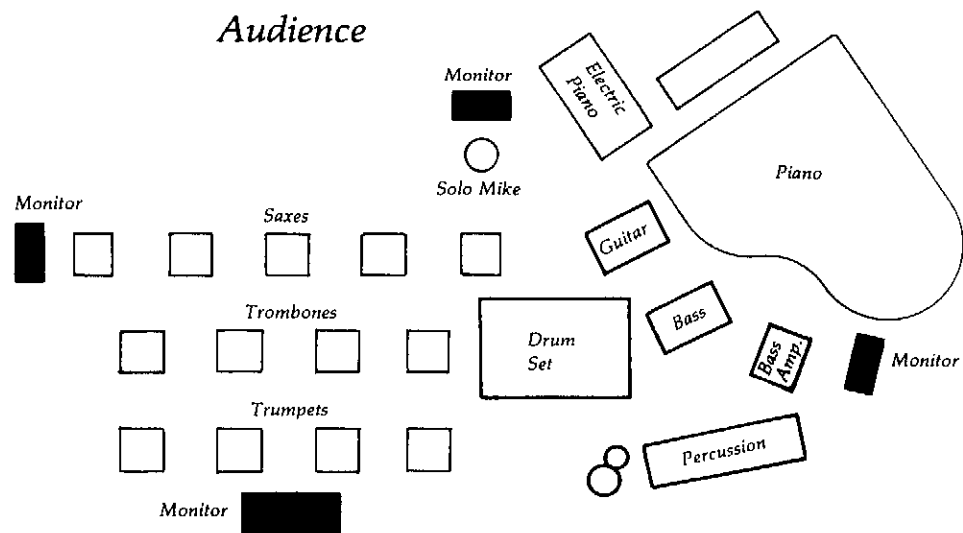 Audience
Monitor
Electric
Piano
Solo Mike
Piano
Monitor
Saxes
Guitar
Trombones
Bass
Drum
Set
Bass
Amp.
Monitor
Trumpets
Percussion
Monitor